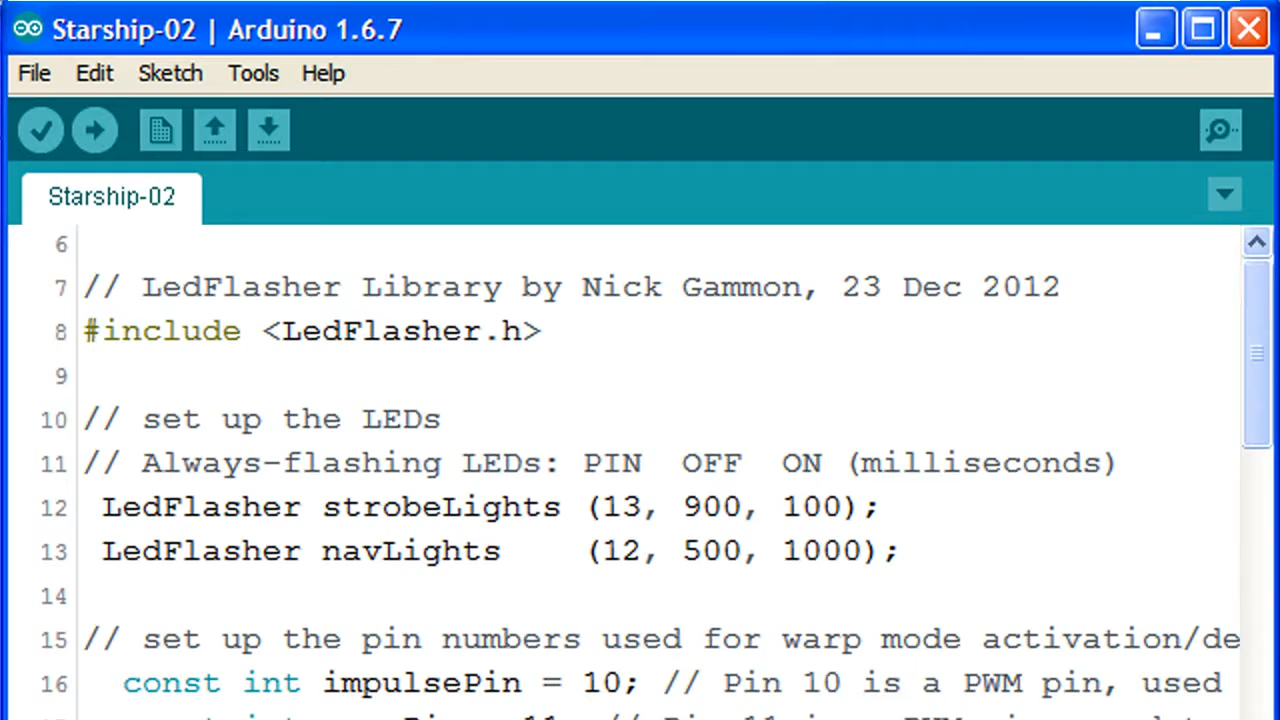 Starship-02 | Arduino 1.6.7
File Edit Sketch Tools Help
Starship-02
6
7 // LedFlasher Library by Nick Gammon, 23 Dec 2012
8 #include <LedFlasher.h>
9
10 // set up the LEDs
11 // Always-flashing LEDs: PIN OFF ON (milliseconds)
12 LedFlasher strobeLights (13, 900, 100);
13 LedFlasher navLights (12, 500, 1000);
14
15 // set up the pin numbers used for warp mode activation/de
16 const int impulsePin = 10; // Pin 10 is a PWM pin, used